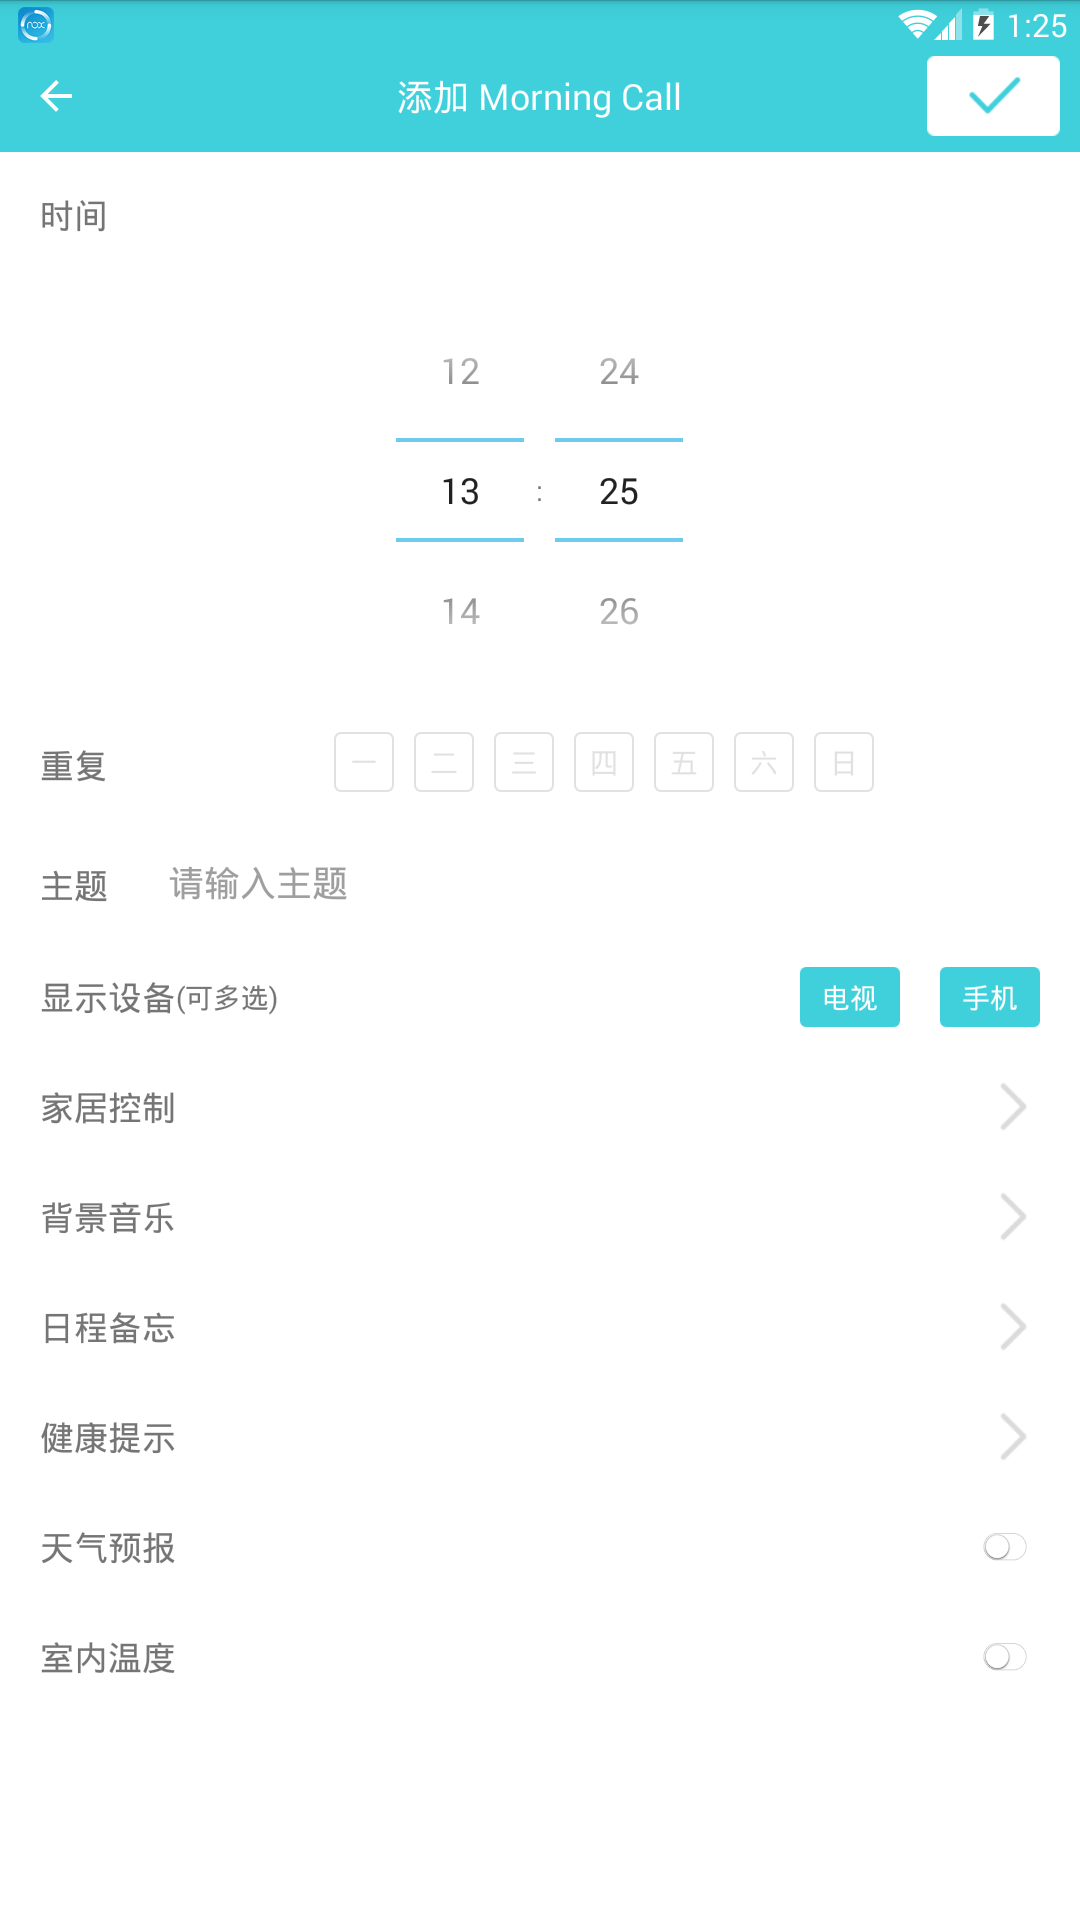 nox
1:25
添加 Morning Call
时间
12 24
13 : 25
14 26
重复 一 二 三 四 五 六 日
主题 请输入主题
显示设备(可多选) 电视 手机
家居控制
背景音乐
日程备忘
健康提示
天气预报
室内温度